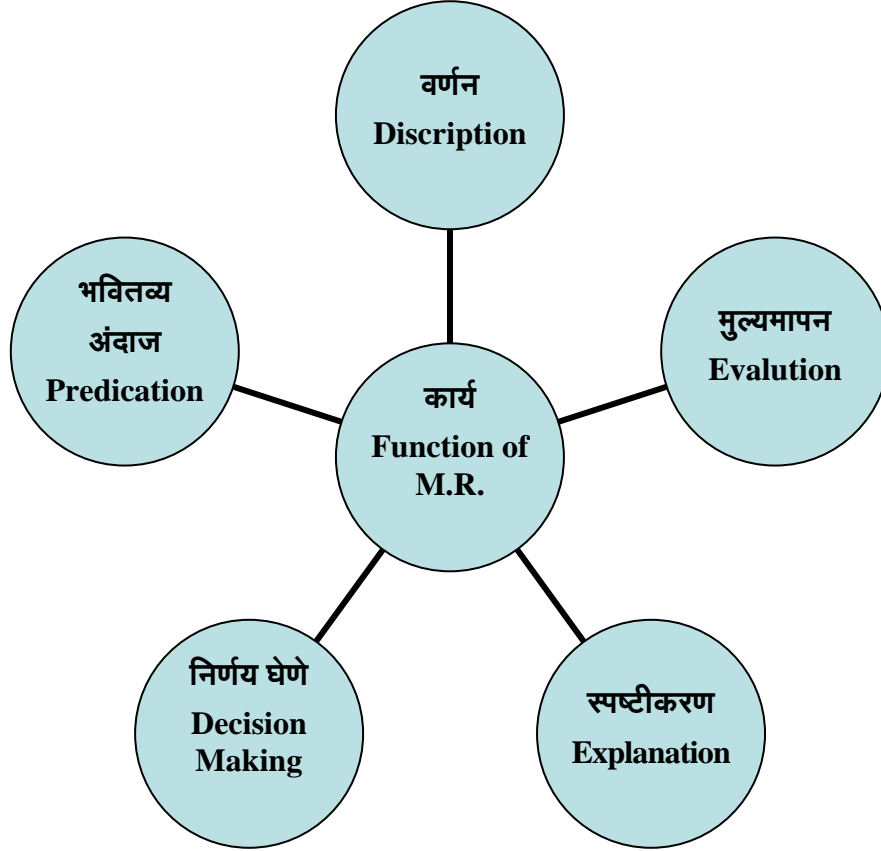 वर्णन
Discription
भवितव्य
अंदाज
Predication
मुल्यमापन
Evalution
कार्य
Function of
M.R.
निर्णय घेणे
Decision
Making
स्पष्टीकरण
Explanation